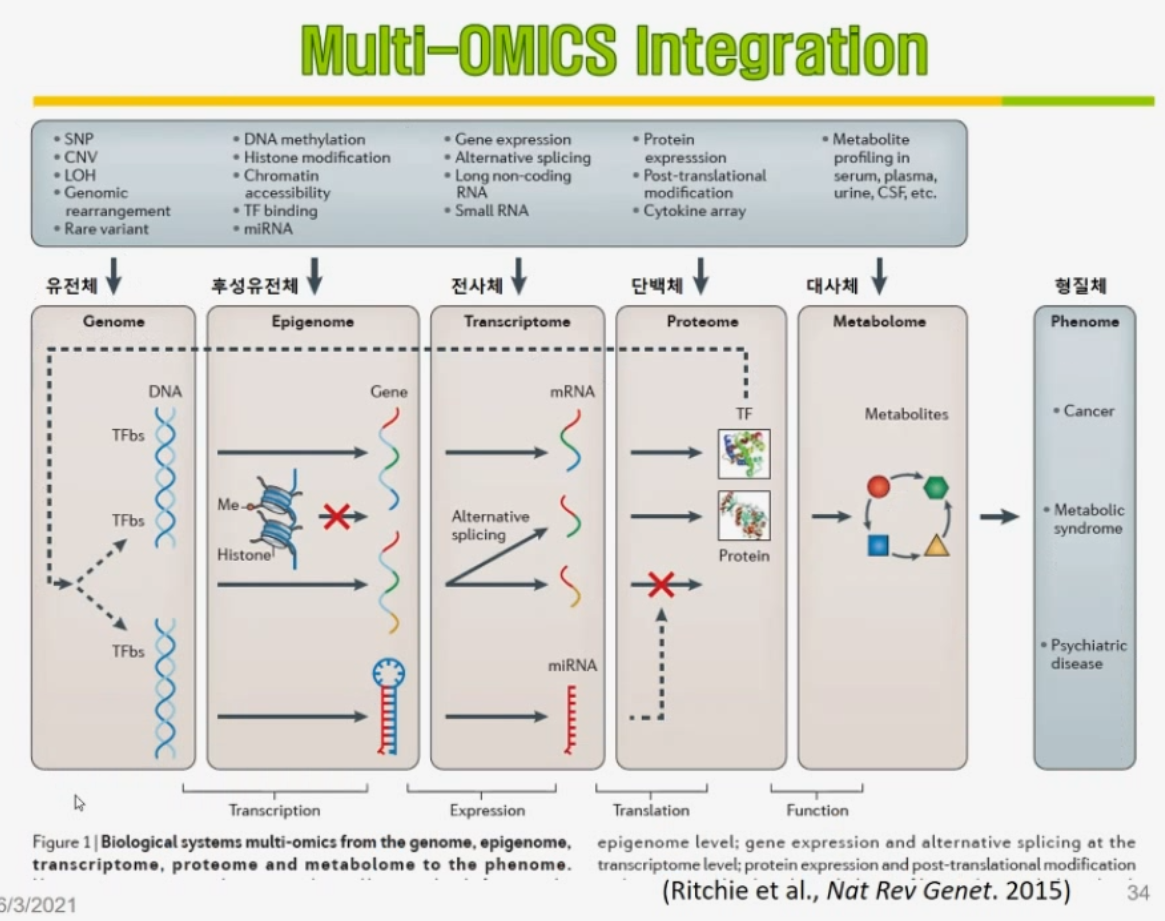 Multi-OMICS Integration
• SNP
• CNV
• LOH
• Genomic
rearrangement
• Rare variant
• DNA methylation
• Histone modification
• Chromatin
accessibility
• TF binding
• miRNA
• Gene expression
• Alternative splicing
• Long non-coding
RNA
• Small RNA
• Protein
expresssion
• Post-translational
modification
• Cytokine array
• Metabolite
profiling in
serum, plasma,
urine, CSF, etc.
유전체
후성유전체
전사체
단백체
대사체
형질체
Genome
Epigenome
Transcriptome
Proteome
Metabolome
Phenome
DNA
TFbs
TFbs
TFbs
Gene
Me
Histone
mRNA
Alternative
splicing
miRNA
TF
Protein
Metabolites
• Cancer
• Metabolic
syndrome
• Psychiatric
disease
Transcription
Expression
Translation
Function
Figure 1 | Biological systems multi-omics from the genome, epigenome,
transcriptome, proteome and metabolome to the phenome.
epigenome level; gene expression and alternative splicing at the
transcriptome level; protein expression and post-translational modification
(Ritchie et al., Nat Rev Genet. 2015)
6/3/2021
34